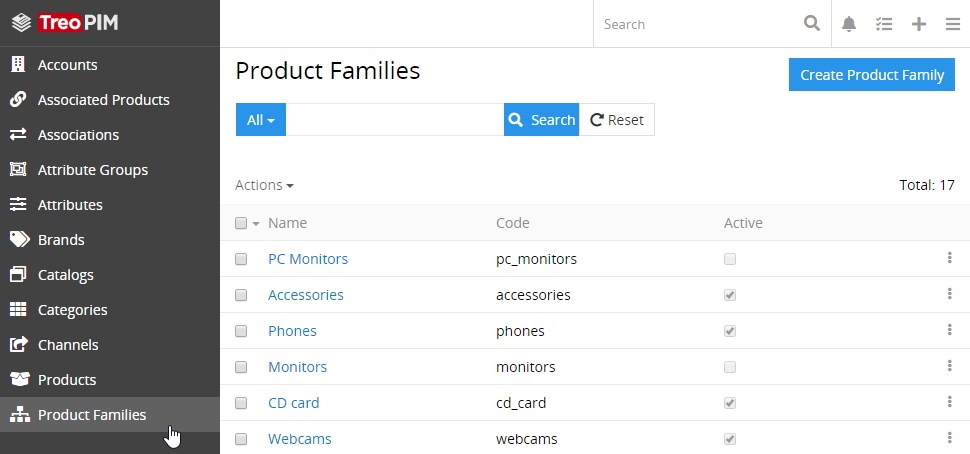 TreoPIM
Search
Accounts
Associated Products
Associations
Attribute Groups
Attributes
Brands
Catalogs
Categories
Channels
Products
Product Families
Product Families
Create Product Family
All
Search
Reset
Actions
Total: 17
Name Code Active
PC Monitors pc_monitors
Accessories accessories
Phones phones
Monitors monitors
CD card cd_card
Webcams webcams